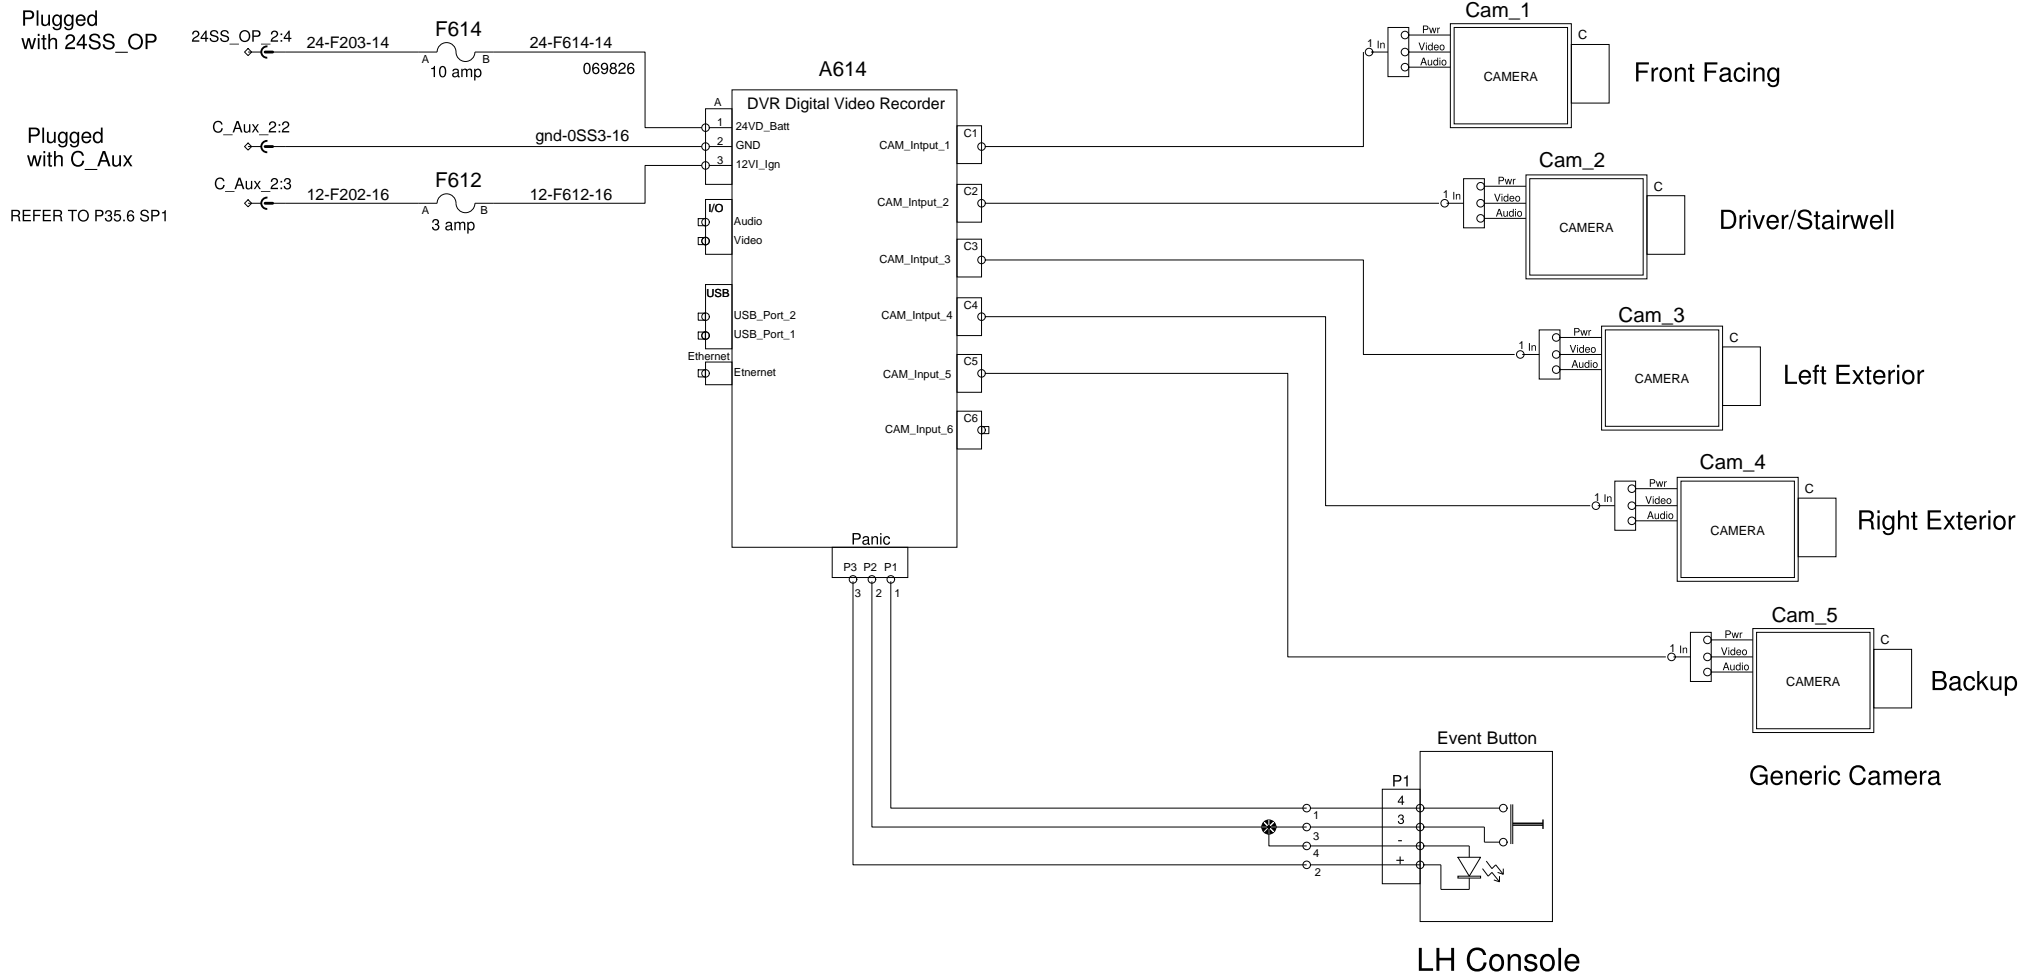 Plugged
with 24SS_OP
24SS_OP_2:4
24-F203-14
F614
A
B
10 amp
24-F614-14
069826
Plugged
with C_Aux
C_Aux_2:2
gnd-0SS3-16
C_Aux_2:3
12-F202-16
F612
A
B
3 amp
12-F612-16
REFER TO P35.6 SP1
A614
DVR Digital Video Recorder
A
1
24VD_Batt
2
GND
3
12VI_Ign
I/O
Audio
Video
USB
USB_Port_2
USB_Port_1
Ethernet
Etnernet
CAM_Intput_1
C1
CAM_Intput_2
C2
CAM_Intput_3
C3
CAM_Intput_4
C4
CAM_Input_5
C5
CAM_Input_6
C6
Panic
P3 P2 P1
3 2 1
Cam_1
1 In
Pwr
Video
Audio
CAMERA
C
Front Facing
Cam_2
1 In
Pwr
Video
Audio
CAMERA
C
Driver/Stairwell
Cam_3
1 In
Pwr
Video
Audio
CAMERA
C
Left Exterior
Cam_4
1 In
Pwr
Video
Audio
CAMERA
C
Right Exterior
Cam_5
1 In
Pwr
Video
Audio
CAMERA
C
Backup
Generic Camera
Event Button
P1
4
1
3
3
-
4
+
2
LH Console